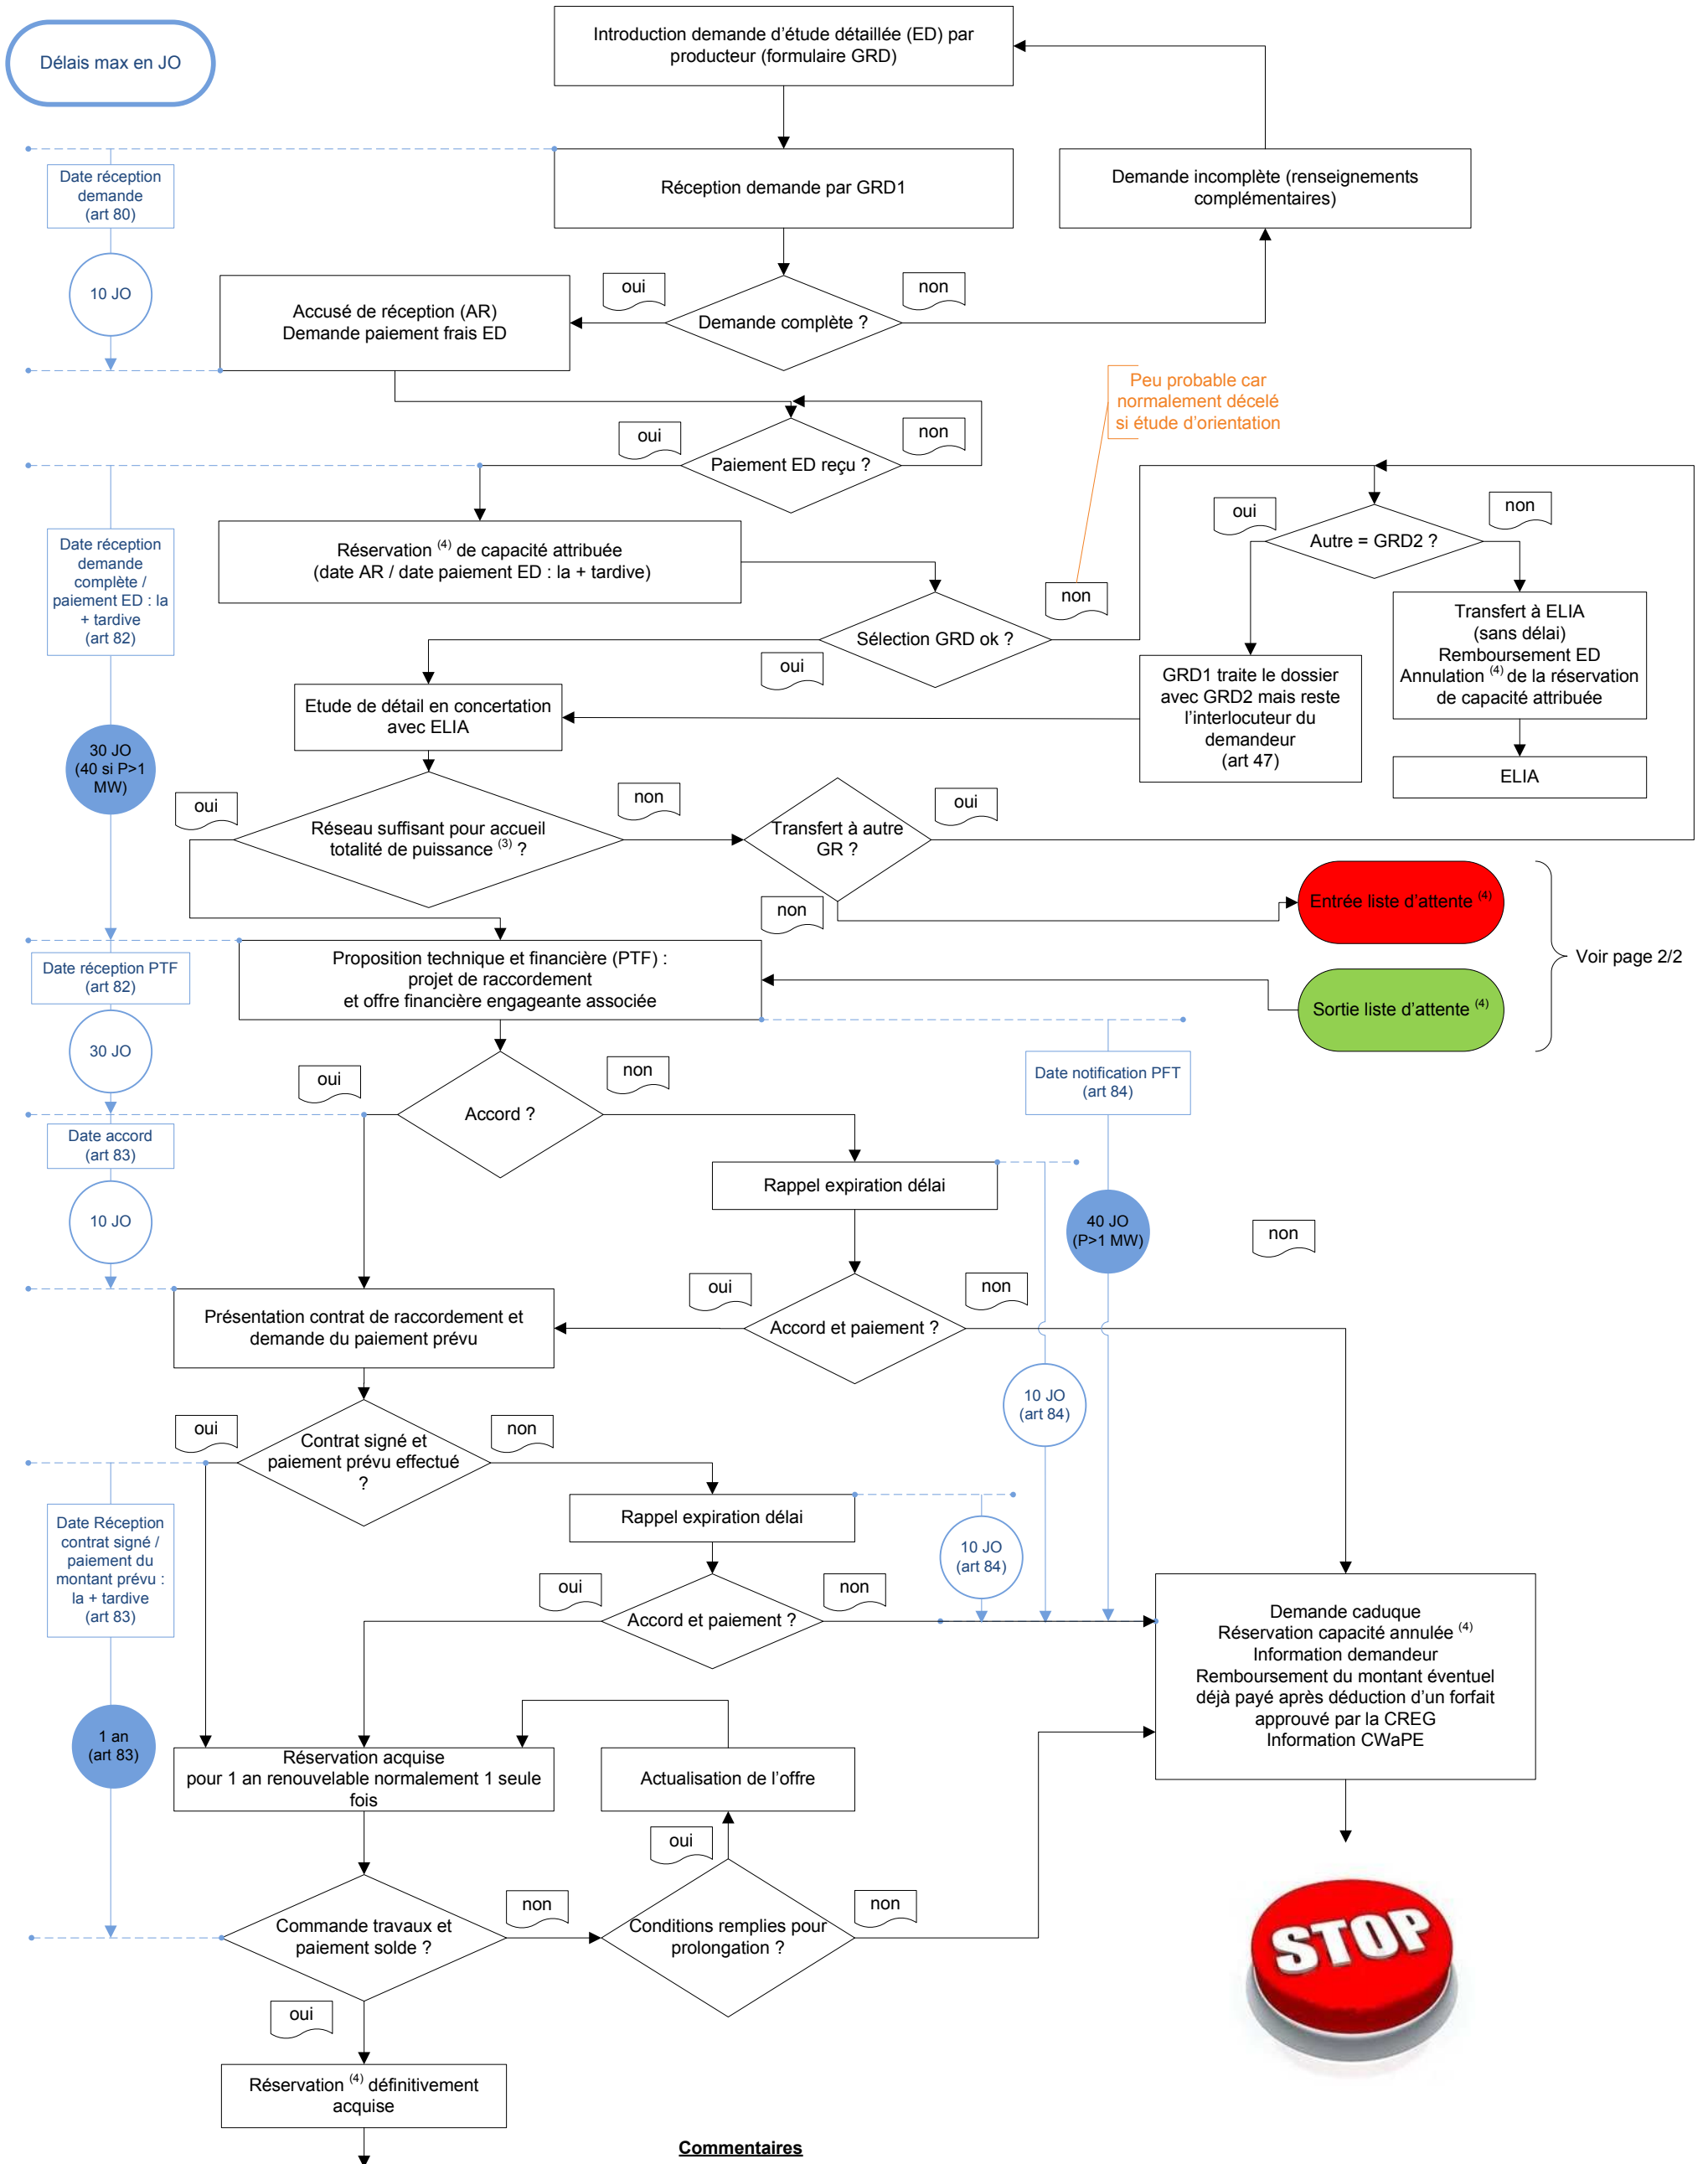 Délais max en JO
Introduction demande d'étude détaillée (ED) par
producteur (formulaire GRD)
Date réception
demande
(art 80)
10 JO
Réception demande par GRD1
Demande incomplète (renseignements
complémentaires)
oui
non
Accusé de réception (AR)
Demande paiement frais ED
Demande complète ?
Peu probable car
normalement décelé
si étude d'orientation
oui
non
Paiement ED reçu ?
Date réception
demande
complète /
paiement ED : la
+ tardive
(art 82)
30 JO
(40 si P>1
MW)
Réservation (4) de capacité attribuée
(date AR / date paiement ED : la + tardive)
oui
non
Autre = GRD2 ?
non
Sélection GRD ok ?
oui
Transfert à ELIA
(sans délai)
Remboursement ED
Annulation (4) de la réservation
de capacité attribuée
GRD1 traite le dossier
avec GRD2 mais reste
l'interlocuteur du
demandeur
(art 47)
ELIA
Etude de détail en concertation
avec ELIA
oui
non
Réseau suffisant pour accueil
totalité de puissance (3) ?
Transfert à autre
GR ?
oui
non
Entrée liste d'attente (4)
Sortie liste d'attente (4)
Voir page 2/2
Date réception PTF
(art 82)
30 JO
Proposition technique et financière (PTF) :
projet de raccordement
et offre financière engageante associée
Date notification PFT
(art 84)
40 JO
(P>1 MW)
oui
non
Accord ?
Date accord
(art 83)
10 JO
Rappel expiration délai
non
oui
non
Accord et paiement ?
10 JO
(art 84)
Présentation contrat de raccordement et
demande du paiement prévu
oui
non
Contrat signé et
paiement prévu effectué
?
Date Réception
contrat signé /
paiement du
montant prévu :
la + tardive
(art 83)
1 an
(art 83)
Rappel expiration délai
10 JO
(art 84)
oui
non
Accord et paiement ?
Demande caduque
Réservation capacité annulée (4)
Information demandeur
Remboursement du montant éventuel
déjà payé après déduction d'un forfait
approuvé par la CREG
Information CWaPE
Réservation acquise
pour 1 an renouvelable normalement 1 seule
fois
Actualisation de l'offre
oui
non
non
Commande travaux et
paiement solde ?
Conditions remplies pour
prolongation ?
STOP
oui
Réservation (4) définitivement
acquise
Commentaires